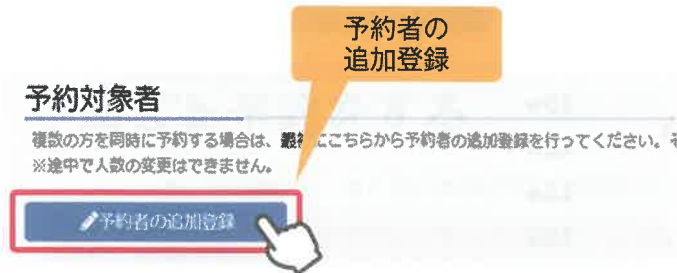 予約者の
追加登録
予約対象者
複数の方を同時に予約する場合は、最初にこちらから予約者の追加登録を行ってください。そ
※途中で人数の変更はできません。
予約者の追加登録